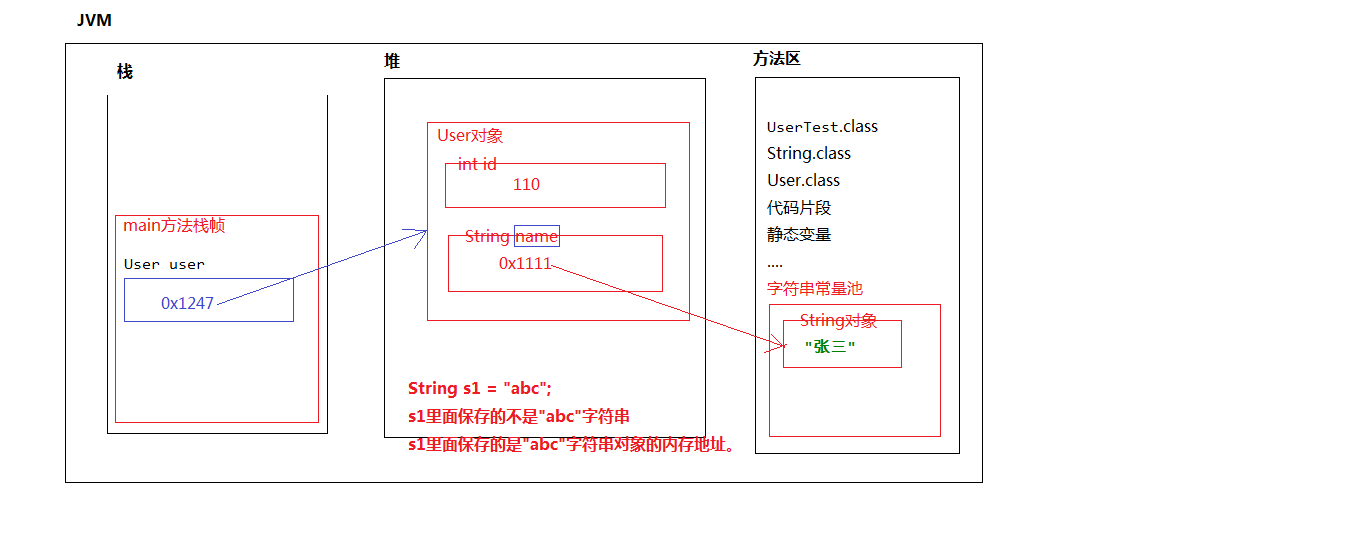 JVM
栈
堆
方法区
main方法栈帧
User user
0x1247
User对象
int id
110
String name
0x1111
String s1 = "abc";
s1里面保存的不是"abc"字符串
s1里面保存的是"abc"字符串对象的内存地址。
UserTest.class
String.class
User.class
代码片段
静态变量
....
字符串常量池
String对象
"张三"